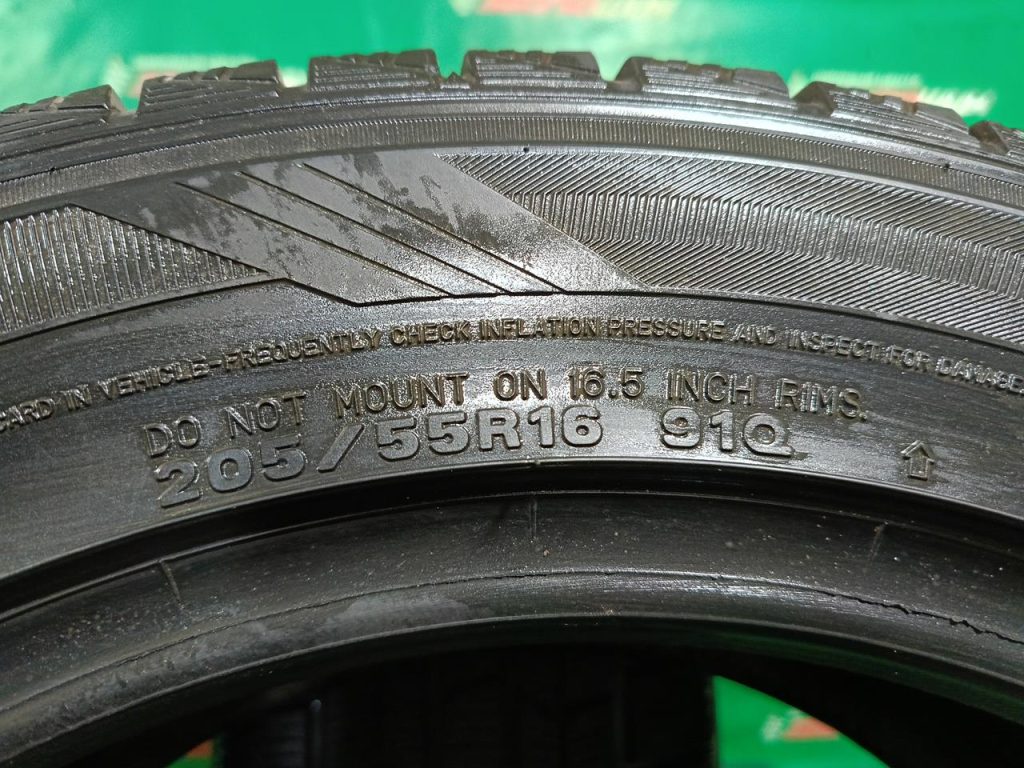 CARD IN VEHICLE-FREQUENTLY CHECK INFLATION PRESSURE AND INSPECT FOR DAMAGE
DO NOT MOUNT ON 16.5 INCH RIMS.
205/55R16 91Q